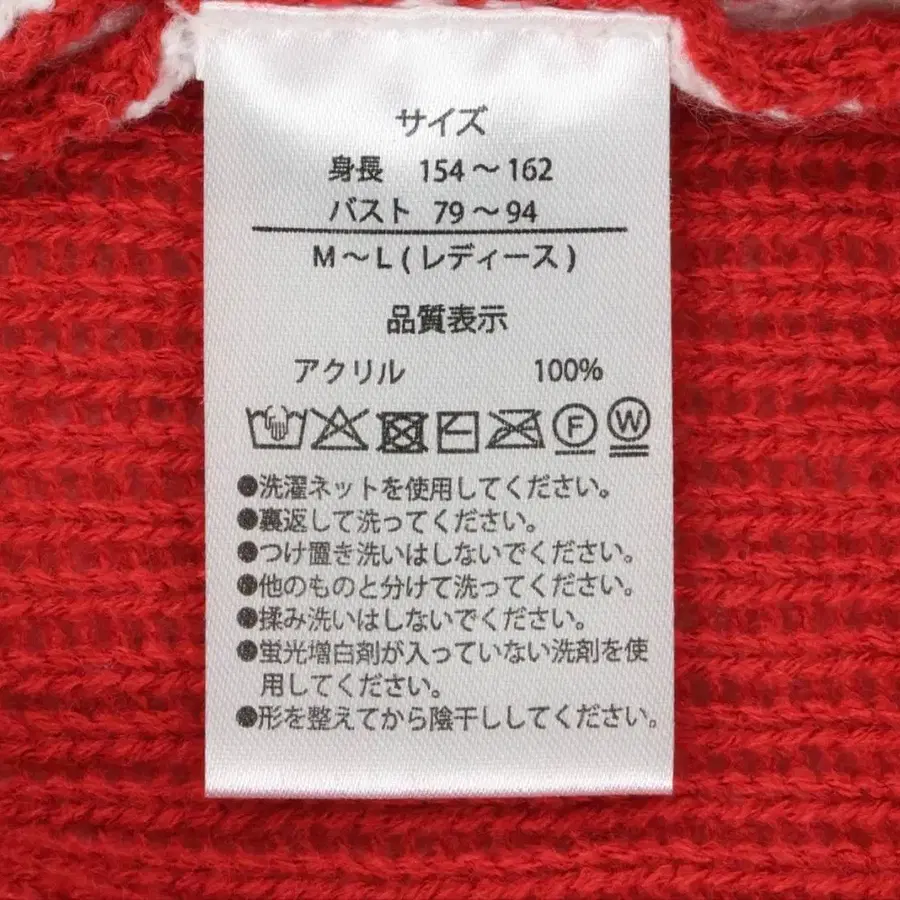 サイズ
身長 154～162
バスト 79～94
M～L(レディース)
品質表示
アクリル 100%
F W
●洗濯ネットを使用してください。
●裏返して洗ってください。
●つけ置き洗いはしないでください。
●他のものと分けて洗ってください。
●揉み洗いはしないでください。
●蛍光増白剤が入っていない洗剤を使
用してください。
●形を整えてから陰干ししてください。